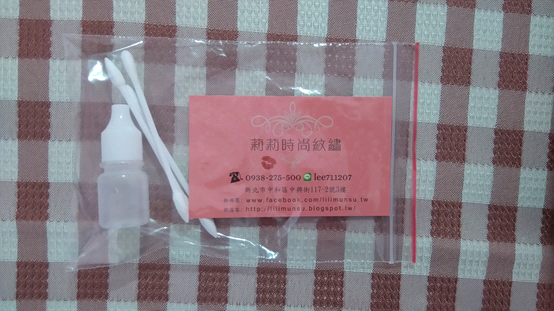 莉莉時尚紋繡
0938-275-500 lee711207
新北市中和區中興街117-2號5樓
www.facebook.com/lilimunsu.tw
http://lilimunsu.blogspot.tw/